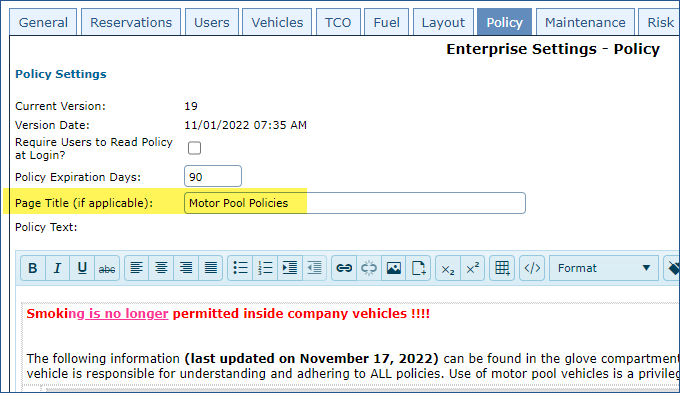 General Reservations Users Vehicles TCO Fuel Layout Policy Maintenance Risk
Enterprise Settings - Policy
Policy Settings
Current Version: 19
Version Date: 11/01/2022 07:35 AM
Require Users to Read Policy
at Login?
Policy Expiration Days: 90
Page Title (if applicable): Motor Pool Policies
Policy Text:
B I U abc x₂ x² Format
Smoking is no longer permitted inside company vehicles !!!!
The following information (last updated on November 17, 2022) can be found in the glove compartment
vehicle is responsible for understanding and adhering to ALL policies. Use of motor pool vehicles is a